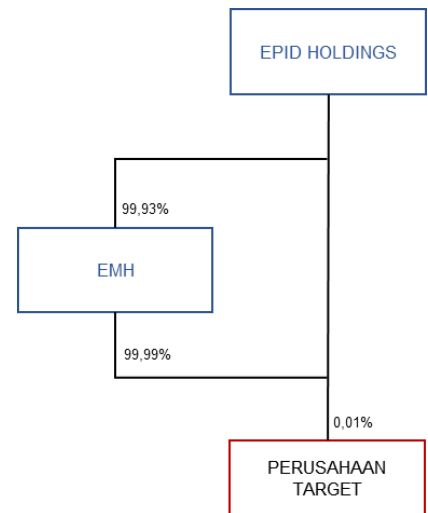 EPID HOLDINGS
99,93%
EMH
99,99%
0,01%
PERUSAHAAN
TARGET